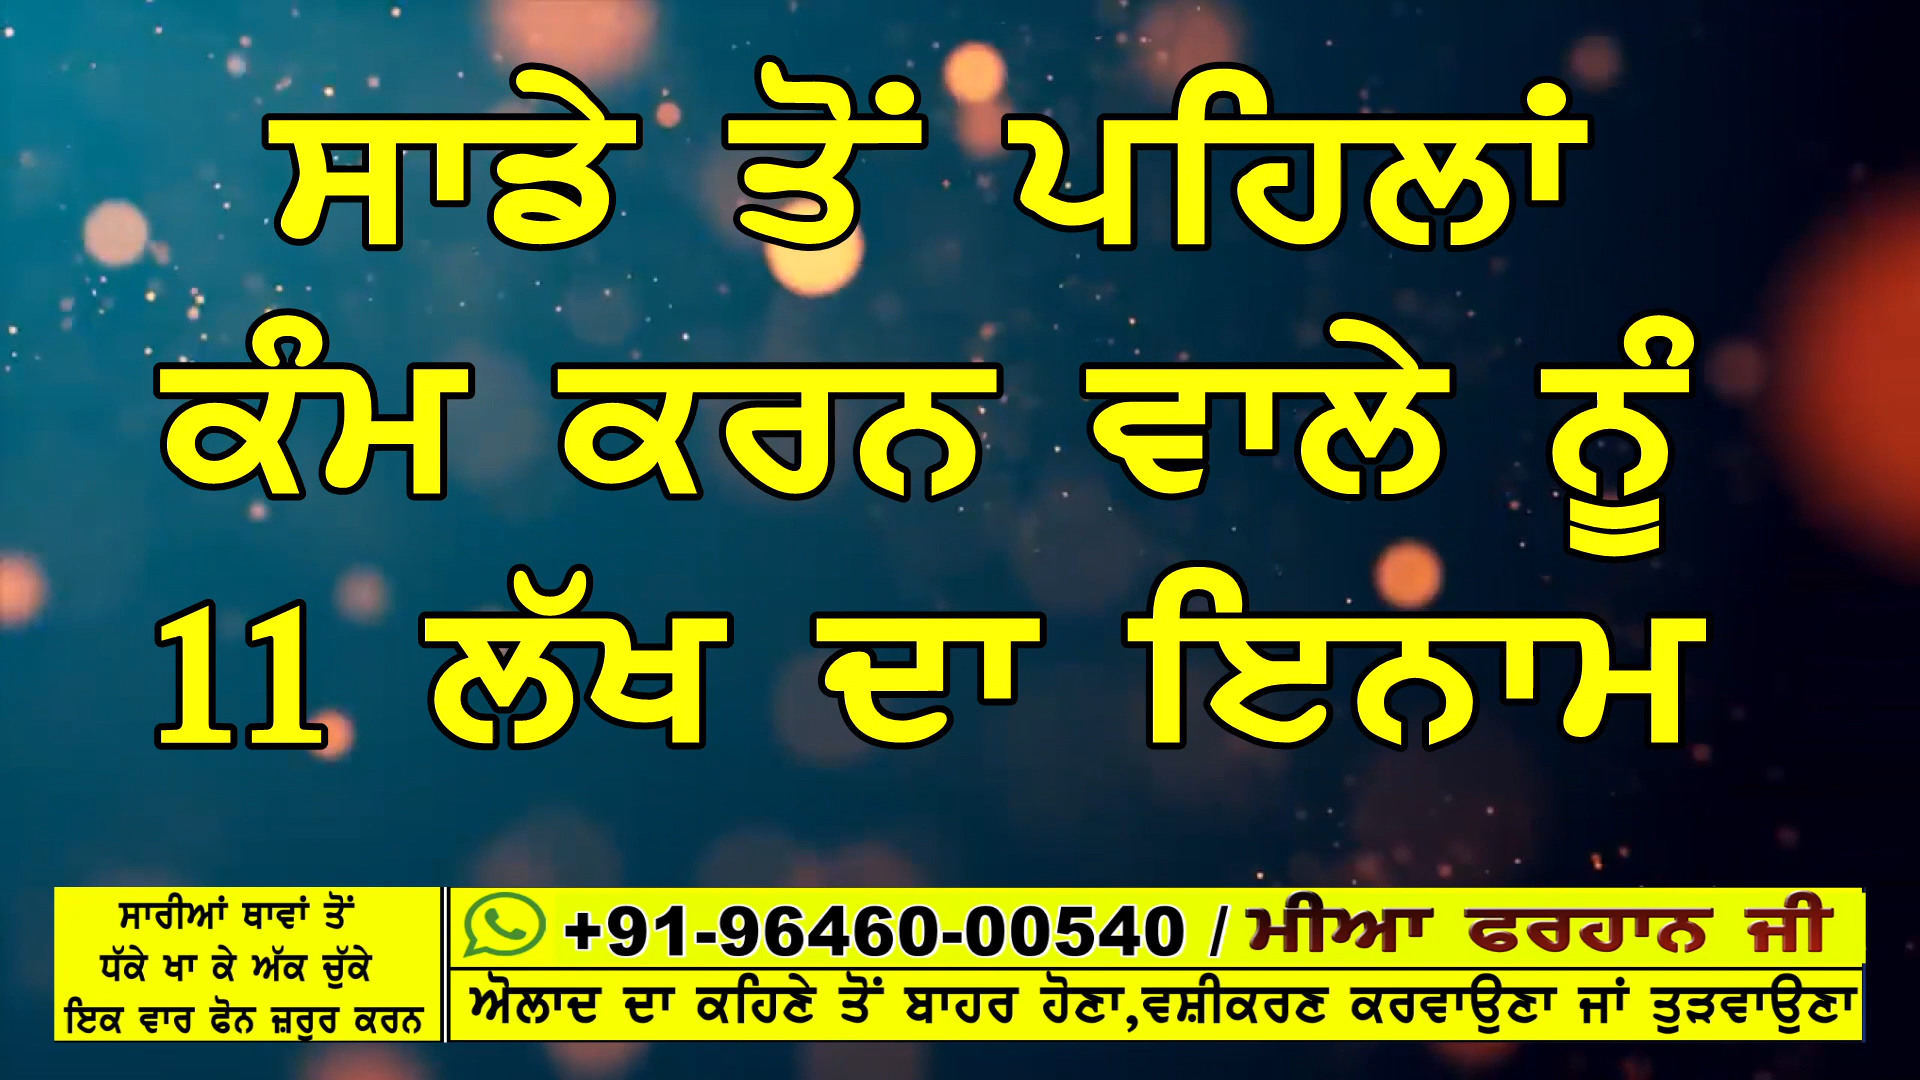 ਸਾਡੇ ਤੋਂ ਪਹਿਲਾਂ
ਕੰਮ ਕਰਨ ਵਾਲੇ ਨੂੰ
11 ਲੱਖ ਦਾ ਇਨਾਮ
ਸਾਰੀਆਂ ਥਾਵਾਂ ਤੋਂ
ਧੱਕੇ ਖਾ ਕੇ ਅੱਕ ਚੁੱਕੇ
ਇਕ ਵਾਰ ਫੋਨ ਜ਼ਰੂਰ ਕਰਨ
+91-96460-00540 / ਮੀਆ ਫਰਹਾਨ ਜੀ
ਔਲਾਦ ਦਾ ਕਹਿਣੇ ਤੋਂ ਬਾਹਰ ਹੋਣਾ,ਵਸ਼ੀਕਰਣ ਕਰਵਾਉਣਾ ਜਾਂ ਤੁੜਵਾਉਣਾ